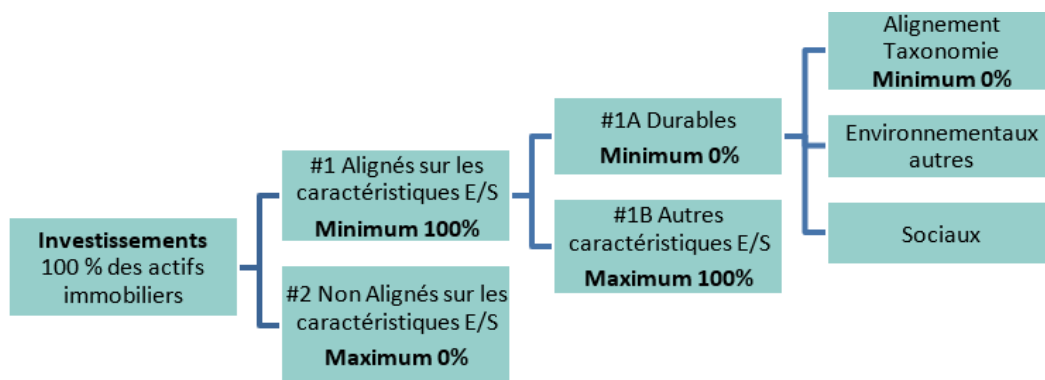 Investissements
100 % des actifs
immobiliers
#1 Alignés sur les
caractéristiques E/S
Minimum 100%
#2 Non Alignés sur les
caractéristiques E/S
Maximum 0%
#1A Durables
Minimum 0%
#1B Autres
caractéristiques E/S
Maximum 100%
Alignement
Taxonomie
Minimum 0%
Environnementaux
autres
Sociaux